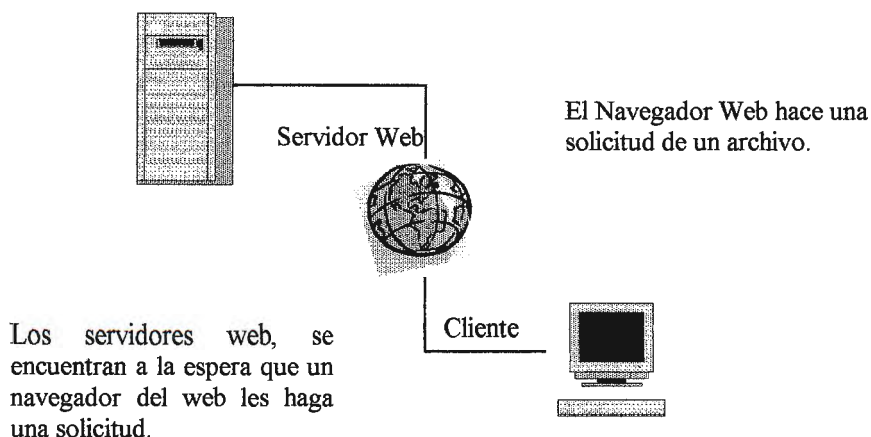 Servidor Web
El Navegador Web hace una
solicitud de un archivo.
Cliente
Los servidores web, se
encuentran a la espera que un
navegador del web les haga
una solicitud.